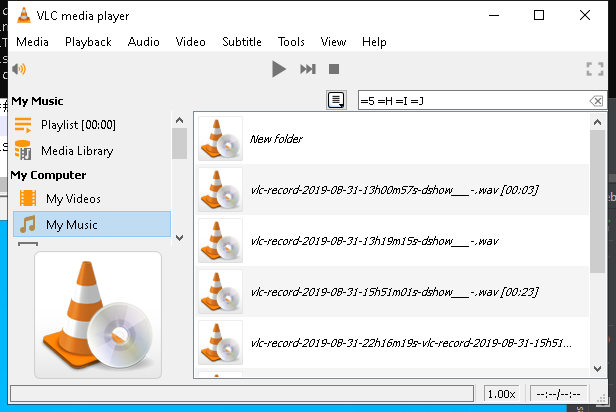 VLC media player
Media Playback Audio Video Subtitle Tools View Help
My Music
=5 =H =I =J
Playlist [00:00]
Media Library
My Computer
My Videos
My Music
New folder
vlc-record-2019-08-31-13h00m57s-dshow___-.wav [00:03]
vlc-record-2019-08-31-13h19m15s-dshow___-.wav
vlc-record-2019-08-31-15h51m01s-dshow___-.wav [00:23]
vlc-record-2019-08-31-22h16m19s-vlc-record-2019-08-31-15h51...
1.00x
--:--/--:--